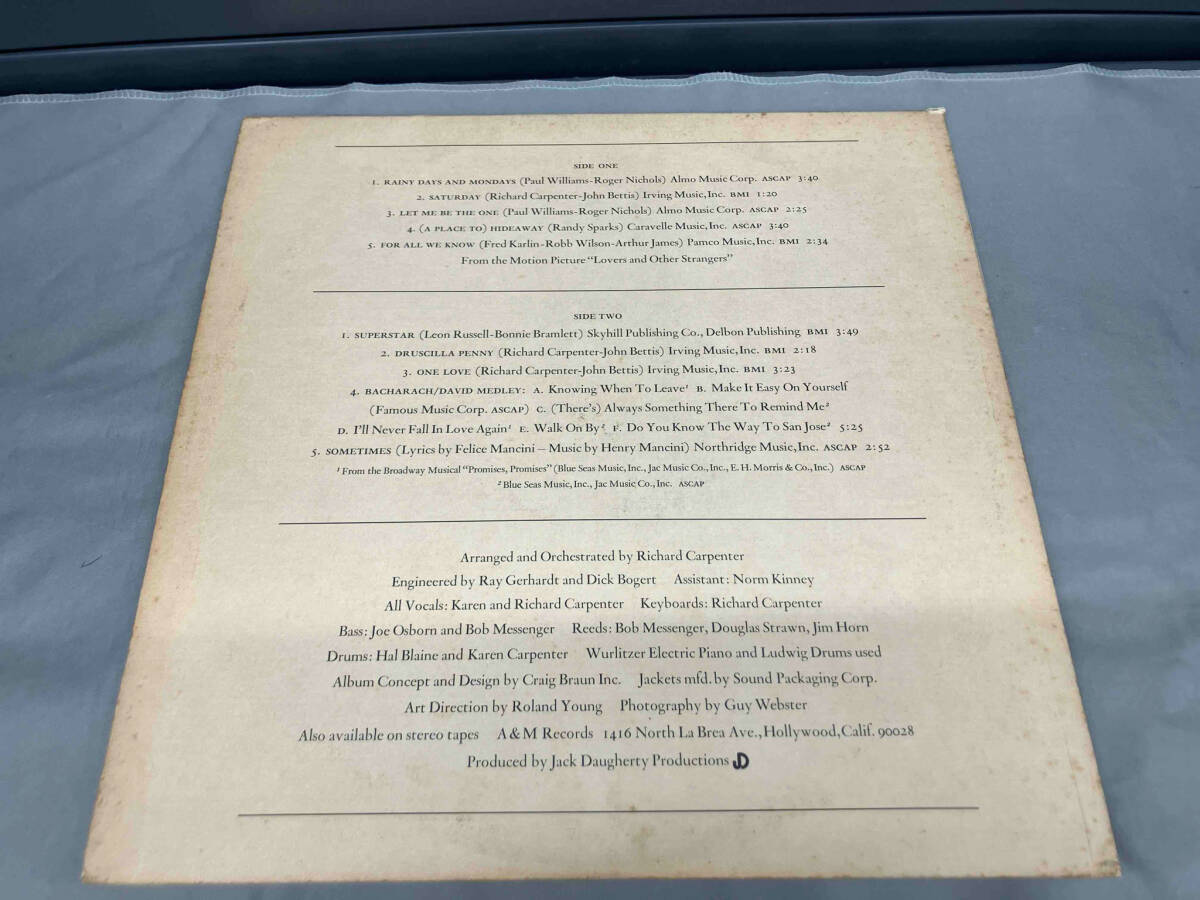 SIDE ONE
1. RAINY DAYS AND MONDAYS (Paul Williams-Roger Nichols) Almo Music Corp. ASCAP 3:40
2. SATURDAY (Richard Carpenter-John Bettis) Irving Music, Inc. BMI 1:20
3. LET ME BE THE ONE (Paul Williams-Roger Nichols) Almo Music Corp. ASCAP 2:25
4. (A PLACE TO) HIDEAWAY (Randy Sparks) Caravelle Music, Inc. ASCAP 3:40
5. FOR ALL WE KNOW (Fred Karlin-Robb Wilson-Arthur James) Pamco Music, Inc. BMI 2:34
From the Motion Picture "Lovers and Other Strangers"
SIDE TWO
1. SUPERSTAR (Leon Russell-Bonnie Bramlett) Skyhill Publishing Co., Delbon Publishing BMI 3:49
2. DRUSCILLA PENNY (Richard Carpenter-John Bettis) Irving Music, Inc. BMI 2:18
3. ONE LOVE (Richard Carpenter-John Bettis) Irving Music, Inc. BMI 3:23
4. BACHARACH/DAVID MEDLEY: A. Knowing When To Leave¹ B. Make It Easy On Yourself
(Famous Music Corp. ASCAP) C. (There's) Always Something There To Remind Me²
D. I'll Never Fall In Love Again¹ E. Walk On By² F. Do You Know The Way To San Jose² 5:25
5. SOMETIMES (Lyrics by Felice Mancini — Music by Henry Mancini) Northridge Music, Inc. ASCAP 2:52
¹ From the Broadway Musical "Promises, Promises" (Blue Seas Music, Inc., Jac Music Co., Inc., E. H. Morris & Co., Inc.) ASCAP
² Blue Seas Music, Inc., Jac Music Co., Inc. ASCAP
Arranged and Orchestrated by Richard Carpenter
Engineered by Ray Gerhardt and Dick Bogert Assistant: Norm Kinney
All Vocals: Karen and Richard Carpenter Keyboards: Richard Carpenter
Bass: Joe Osborn and Bob Messenger Reeds: Bob Messenger, Douglas Strawn, Jim Horn
Drums: Hal Blaine and Karen Carpenter Wurlitzer Electric Piano and Ludwig Drums used
Album Concept and Design by Craig Braun Inc. Jackets mfd. by Sound Packaging Corp.
Art Direction by Roland Young Photography by Guy Webster
Also available on stereo tapes A & M Records 1416 North La Brea Ave., Hollywood, Calif. 90028
Produced by Jack Daugherty Productions JD